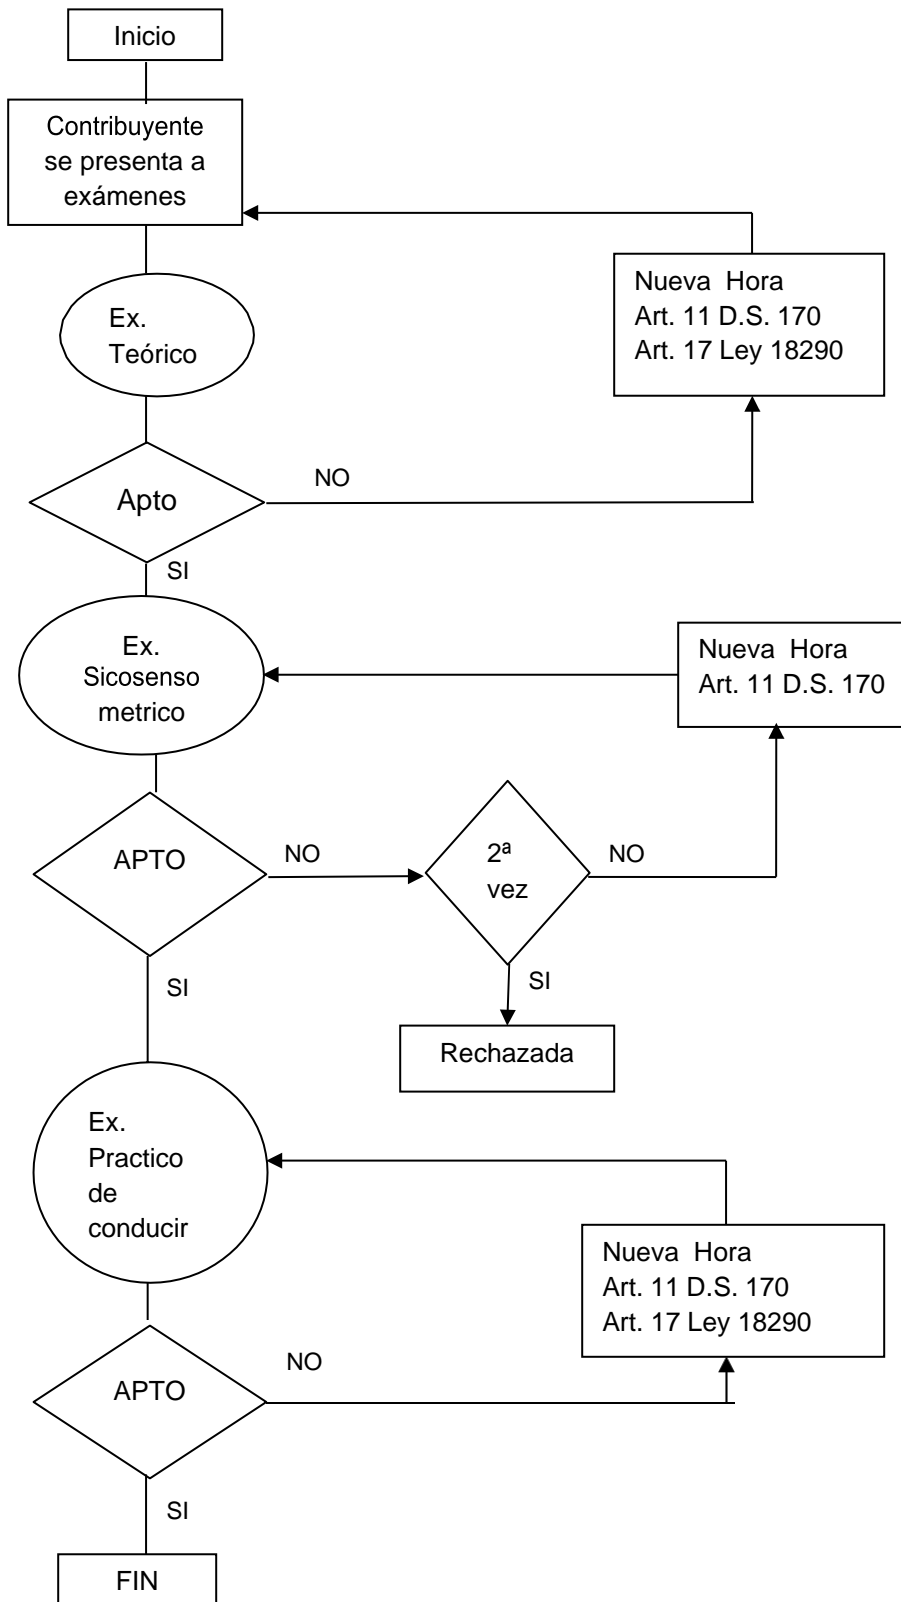 Inicio
Contribuyente
se presenta a
exámenes
Nueva Hora
Art. 11 D.S. 170
Art. 17 Ley 18290
Ex.
Teórico
Apto
NO
SI
Ex.
Sicosenso
metrico
Nueva Hora
Art. 11 D.S. 170
APTO
NO
2ª
vez
NO
SI
SI
Rechazada
Ex.
Practico
de
conducir
Nueva Hora
Art. 11 D.S. 170
Art. 17 Ley 18290
APTO
NO
SI
FIN